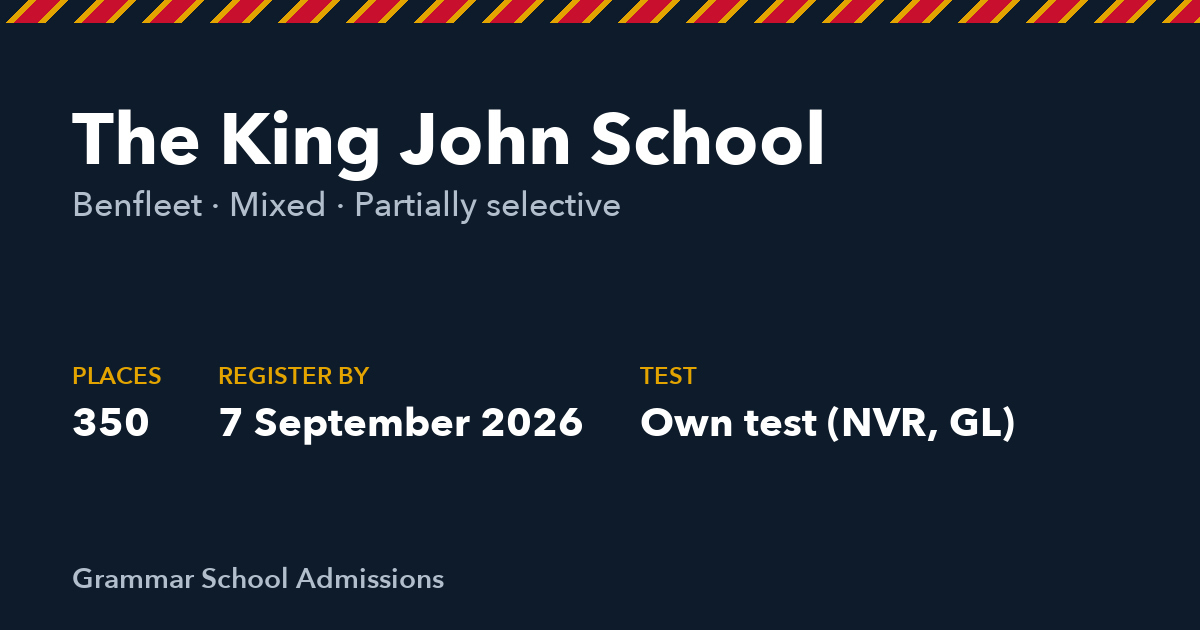 The King John School
Benfleet · Mixed · Partially selective
PLACES
350
REGISTER BY
7 September 2026
TEST
Own test (NVR, GL)
Grammar School Admissions